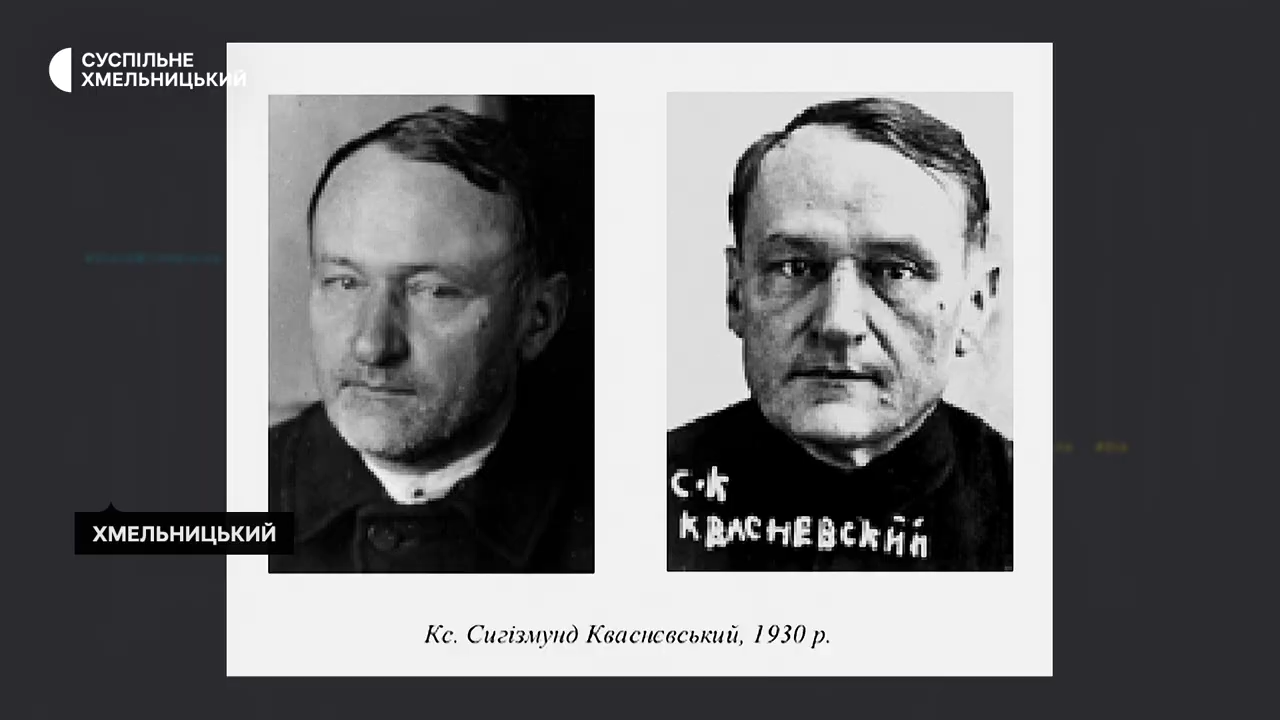 СУСПІЛЬНЕ
ХМЕЛЬНИЦЬКИЙ
С.К
КВАСНЕВСКИЙ
ХМЕЛЬНИЦЬКИЙ
Кс. Сигізмунд Кваснєвський, 1930 р.